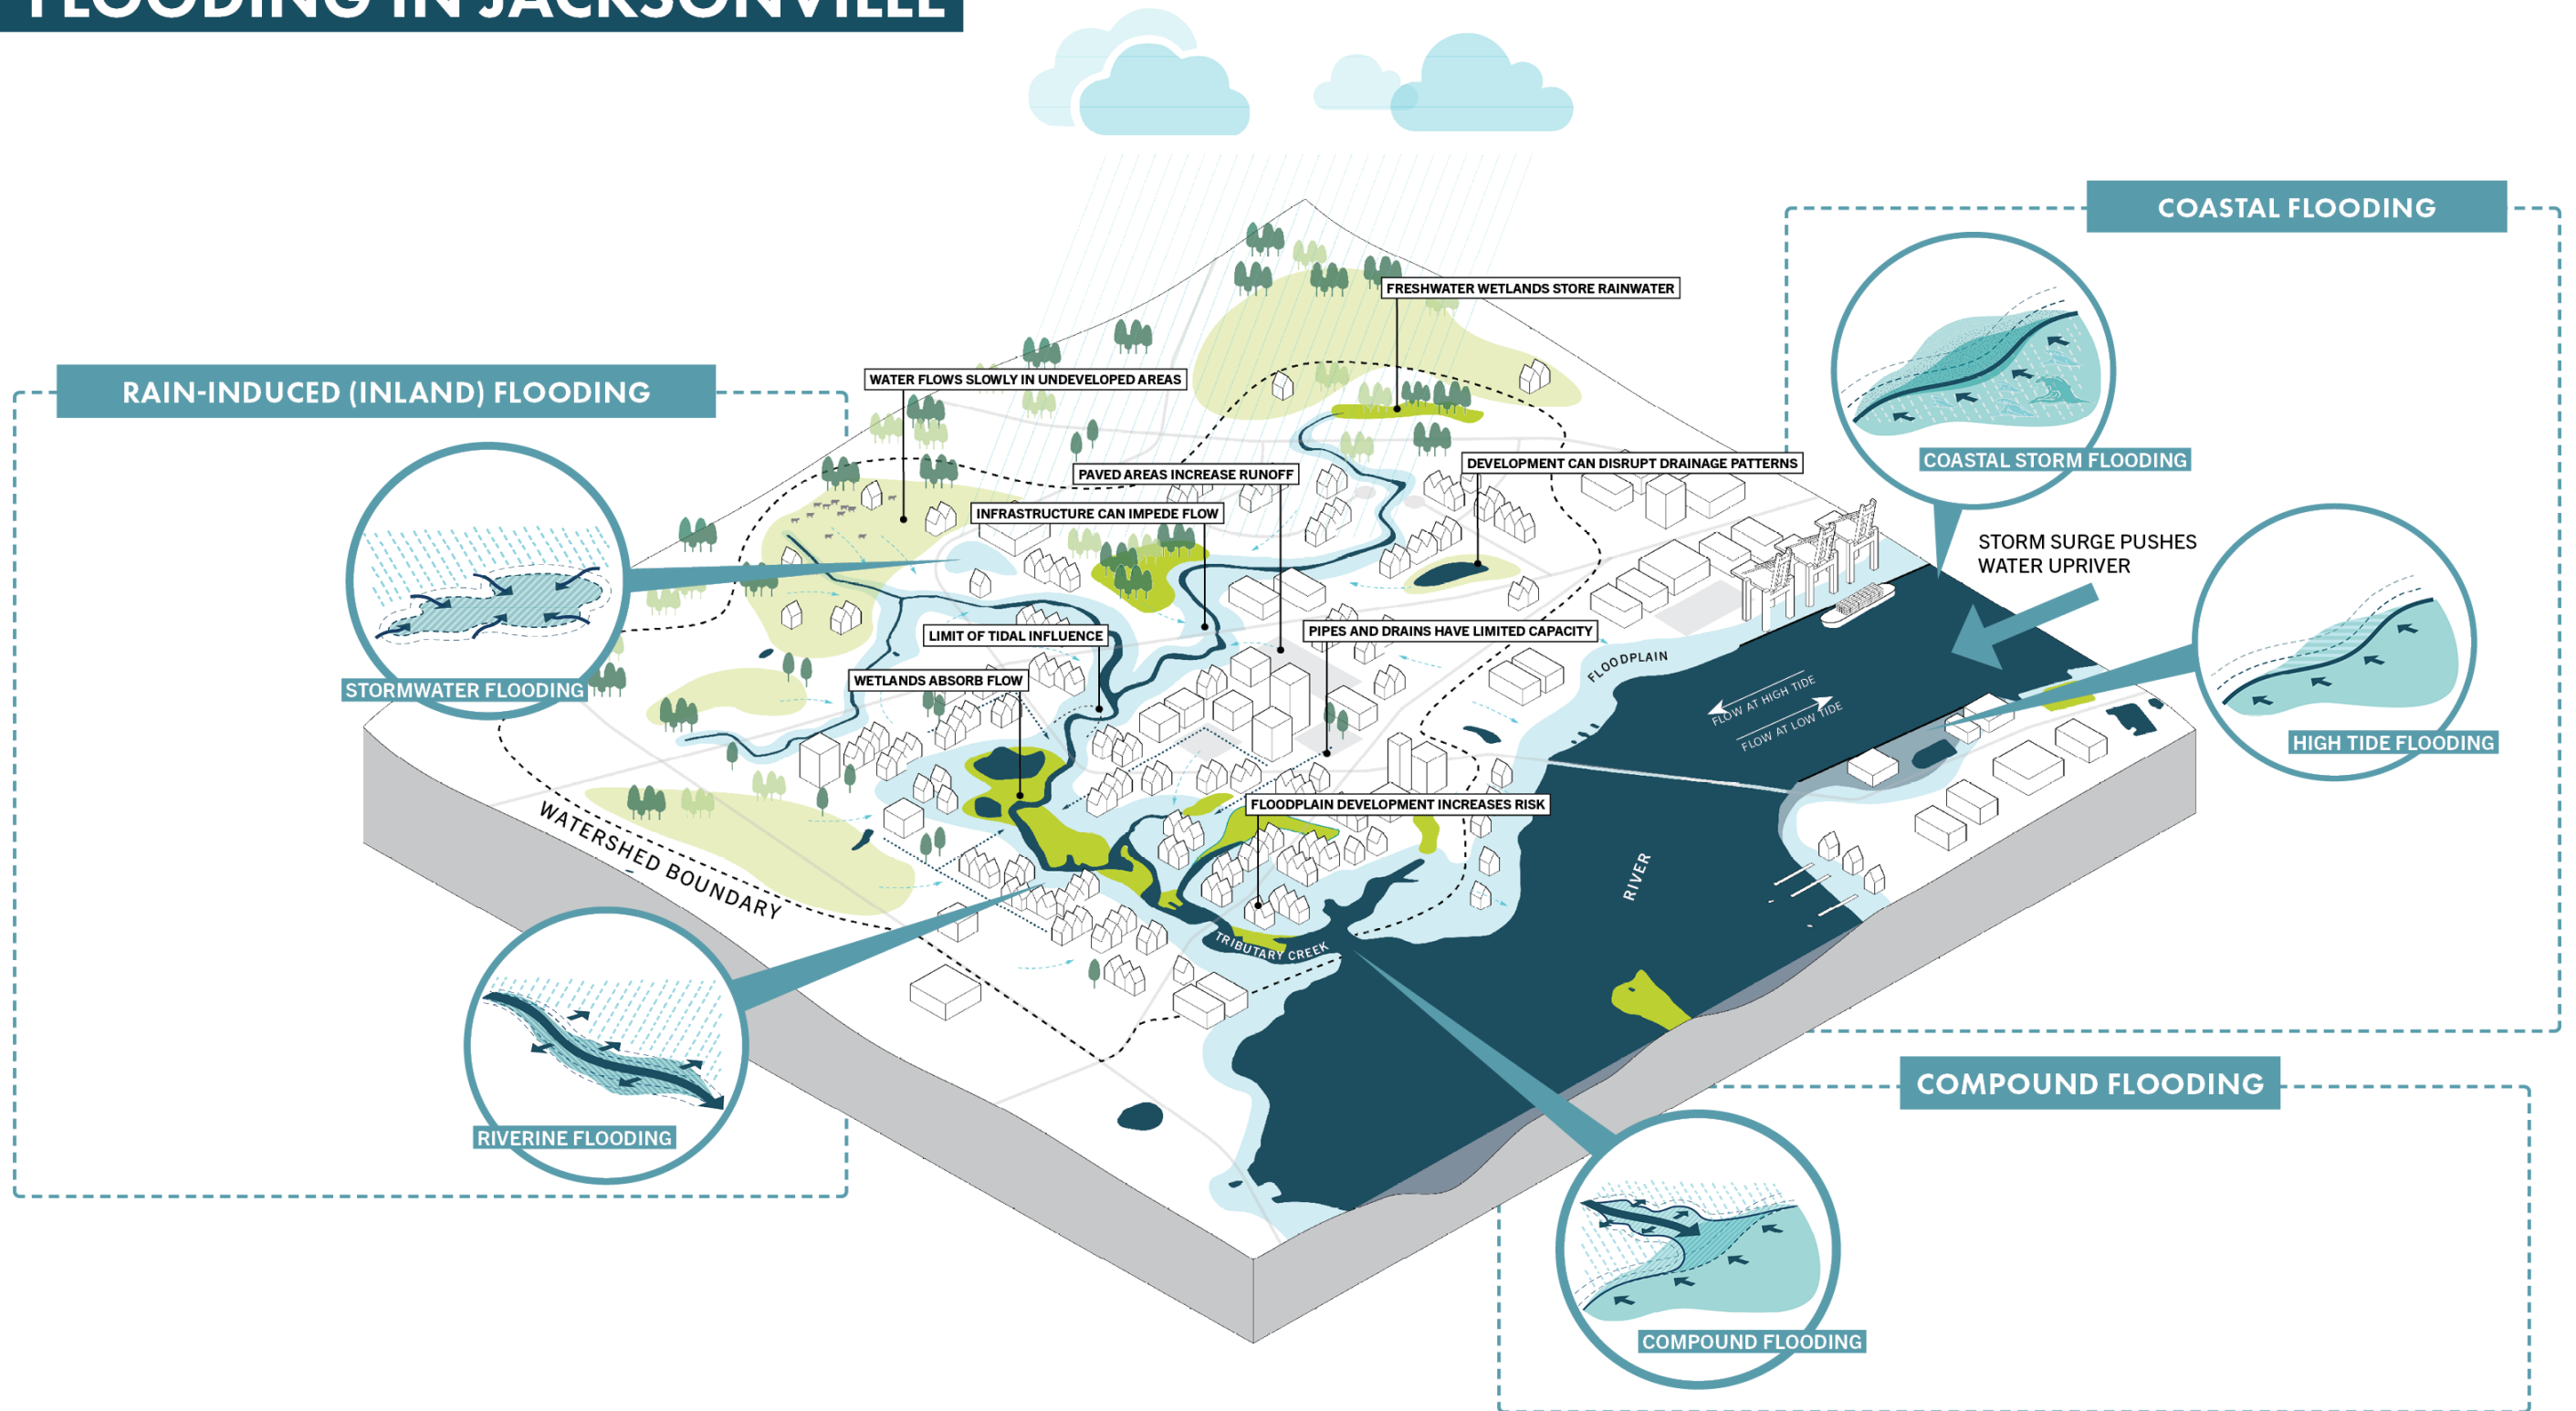 FLOODING IN JACKSONVILLE
COASTAL FLOODING
FRESHWATER WETLANDS STORE RAINWATER
WATER FLOWS SLOWLY IN UNDEVELOPED AREAS
RAIN-INDUCED (INLAND) FLOODING
COASTAL STORM FLOODING
DEVELOPMENT CAN DISRUPT DRAINAGE PATTERNS
PAVED AREAS INCREASE RUNOFF
INFRASTRUCTURE CAN IMPEDE FLOW
STORM SURGE PUSHES
WATER UPRIVER
LIMIT OF TIDAL INFLUENCE
PIPES AND DRAINS HAVE LIMITED CAPACITY
FLOODPLAIN
WETLANDS ABSORB FLOW
STORMWATER FLOODING
FLOW AT HIGH TIDE
FLOW AT LOW TIDE
HIGH TIDE FLOODING
FLOODPLAIN DEVELOPMENT INCREASES RISK
WATERSHED BOUNDARY
RIVER
TRIBUTARY CREEK
COMPOUND FLOODING
RIVERINE FLOODING
COMPOUND FLOODING